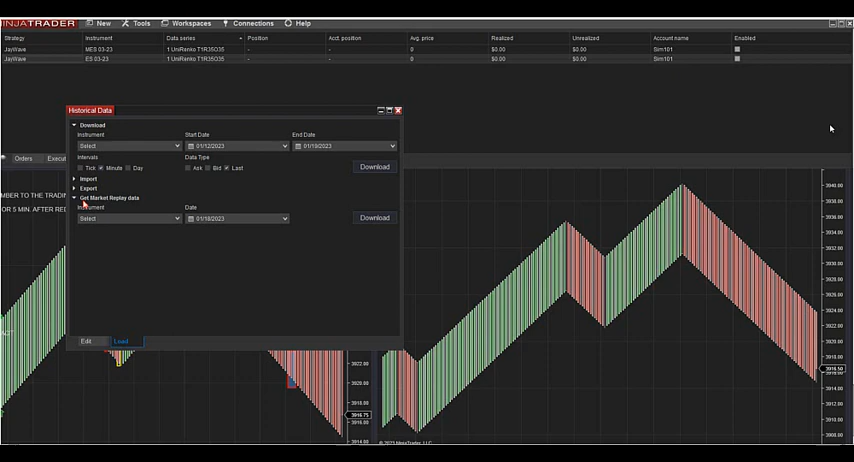 NINJATRADER New Tools Workspaces Connections Help
Strategy Instrument Data series Position Acct. position Avg. price Realized Unrealized Account name Enabled
JayWave MES 03-23 1 UniRenko T1R35O35 - - 0 $0.00 $0.00 Sim101
JayWave ES 03-23 1 UniRenko T1R35O35 - - 0 $0.00 $0.00 Sim101
Historical Data
Download
Instrument Start Date End Date
Select 01/12/2023 01/19/2023
Intervals Data Type
Tick Minute Day Ask Bid Last Download
Import
Export
Get Market Replay data
Instrument Date
Select 01/18/2023 Download
Edit Load
Orders Execut
MBER TO THE TRADIN
OR 5 MIN. AFTER RED
3940.00
3938.00
3936.00
3934.00
3932.00
3930.00
3928.00
3926.00
3924.00
3922.00
3920.00
3918.00
3916.50
3914.00
3912.00
3910.00
3908.00
3922.00
3920.00
3918.00
3916.75
3916.00
3914.00
© 2023 NinjaTrader, LLC